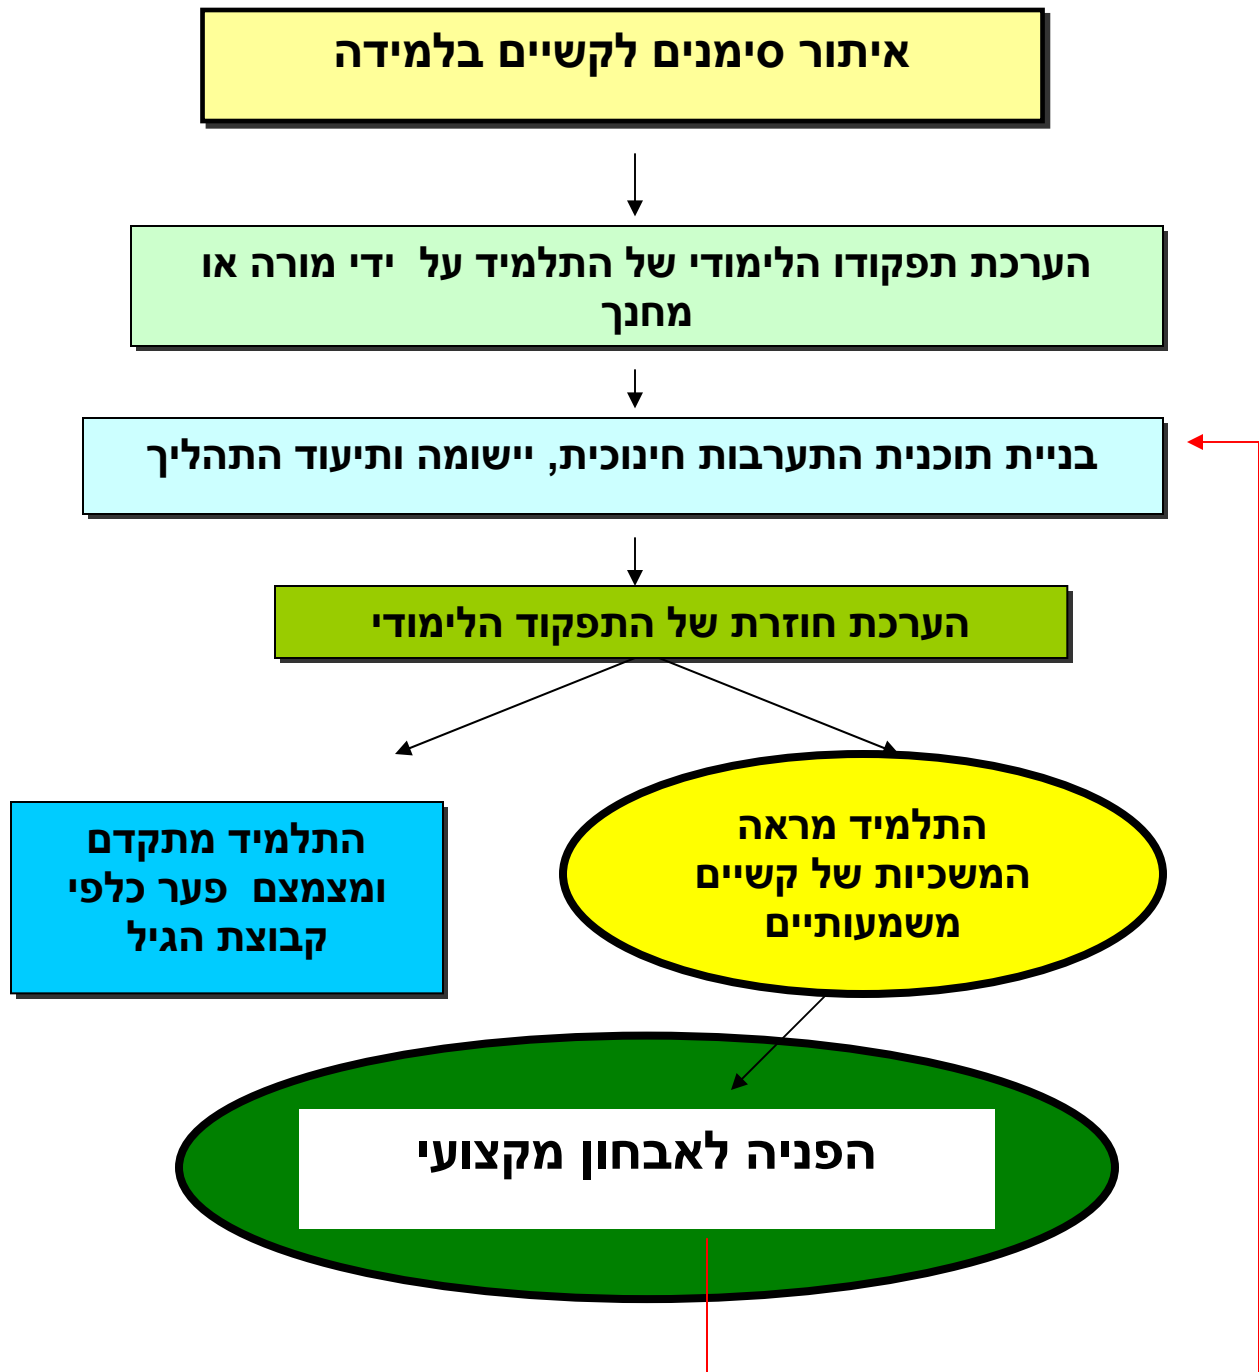 איתור סימנים לקשיים בלמידה
הערכת תפקודו הלימודי של התלמיד על ידי מורה או
מחנך
בניית תוכנית התערבות חינוכית, יישומה ותיעוד התהליך
הערכת חוזרת של התפקוד הלימודי
התלמיד מראה
המשכיות של קשיים
משמעותיים
התלמיד מתקדם
ומצמצם פער כלפי
קבוצת הגיל
הפניה לאבחון מקצועי